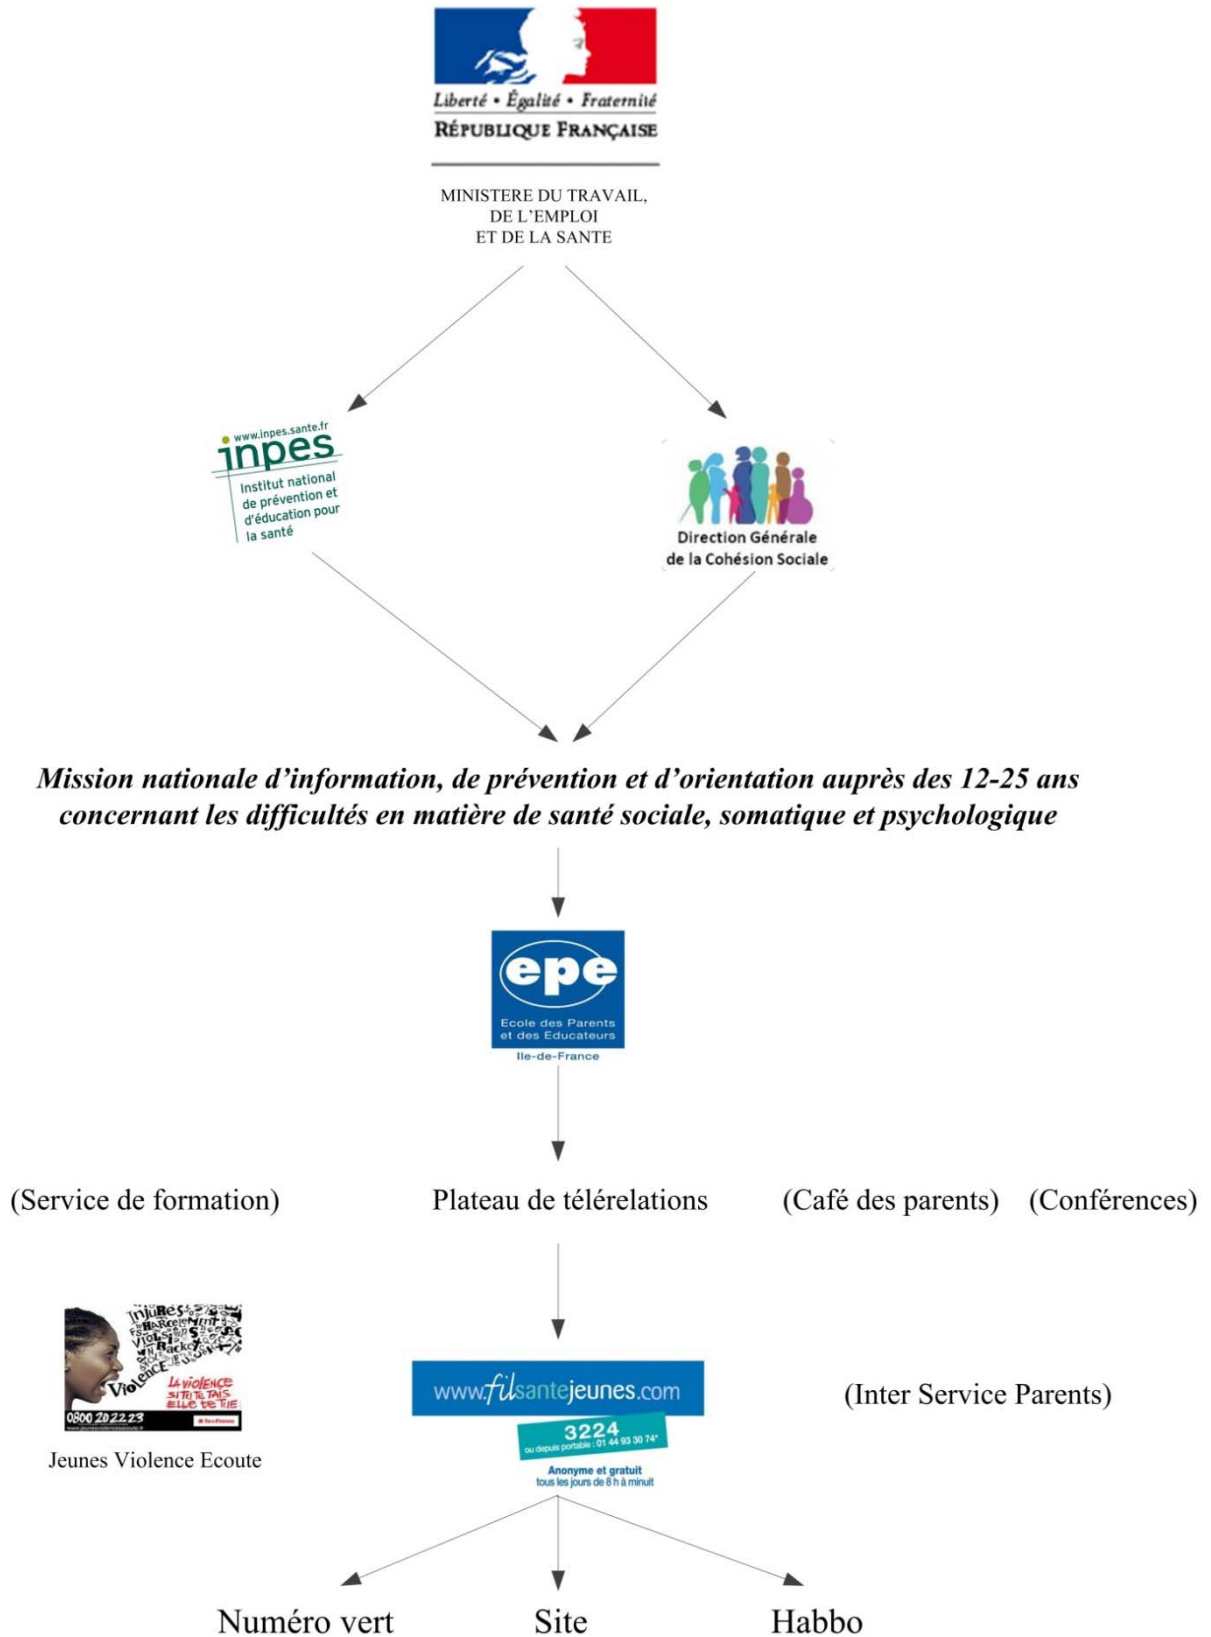 Liberté • Égalité • Fraternité
RÉPUBLIQUE FRANÇAISE
MINISTERE DU TRAVAIL,
DE L'EMPLOI
ET DE LA SANTE
www.inpes.sante.fr
inpes
Institut national
de prévention et
d'éducation pour
la santé
Direction Générale
de la Cohésion Sociale
Mission nationale d'information, de prévention et d'orientation auprès des 12-25 ans
concernant les difficultés en matière de santé sociale, somatique et psychologique
epe
Ecole des Parents
et des Educateurs
Ile-de-France
(Service de formation)
Plateau de télérelations
(Café des parents)
(Conférences)
INJURES
HARCELEMENT
VIOLS
Racket
Violence
LA VIOLENCE
SI TU TE TAIS
ELLE TE TUE
0800 20 22 23
Jeunes Violence Ecoute
www.filsantejeunes.com
3224
ou depuis portable : 01 44 93 30 74*
Anonyme et gratuit
tous les jours de 8 h à minuit
(Inter Service Parents)
Numéro vert
Site
Habbo